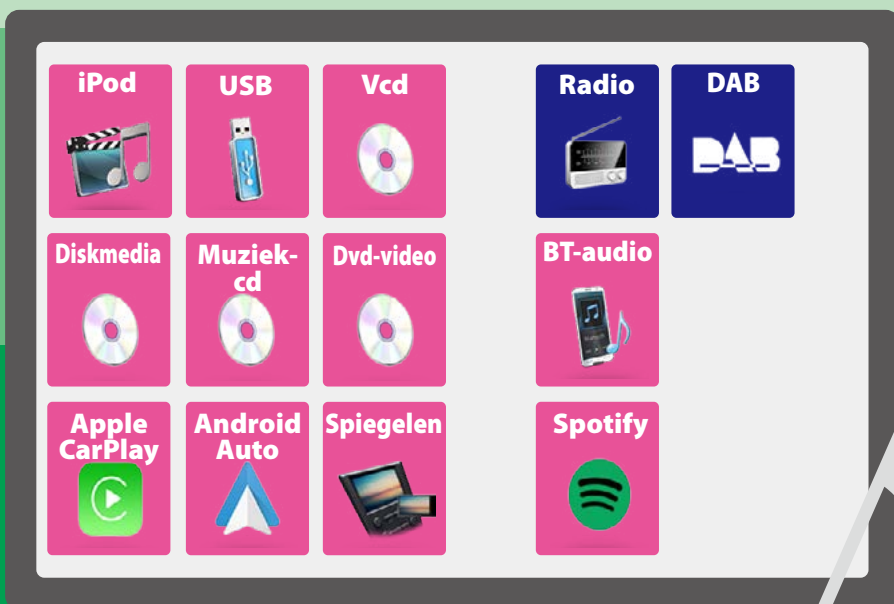 iPod
USB
Vcd
Radio
DAB
DAB
Diskmedia
Muziek-
cd
Dvd-video
BT-audio
Apple
CarPlay
Android
Auto
Spiegelen
Spotify